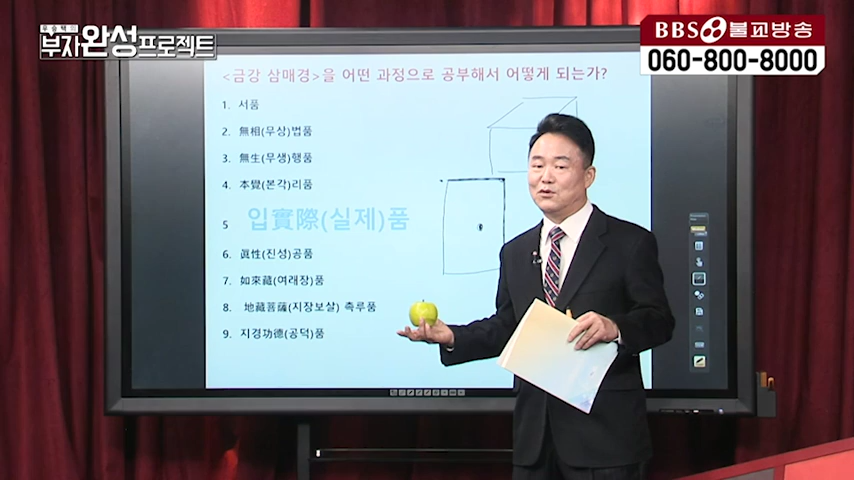 우승택의
부자완성프로젝트
BBS 불교방송
060-800-8000
<금강 삼매경>을 어떤 과정으로 공부해서 어떻게 되는가?
1. 서품
2. 無相(무상)법품
3. 無生(무생)행품
4. 本覺(본각)리품
5 입實際(실제)품
6. 眞性(진성)공품
7. 如來藏(여래장)품
8. 地藏菩薩(지장보살) 촉루품
9. 지경功德(공덕)품